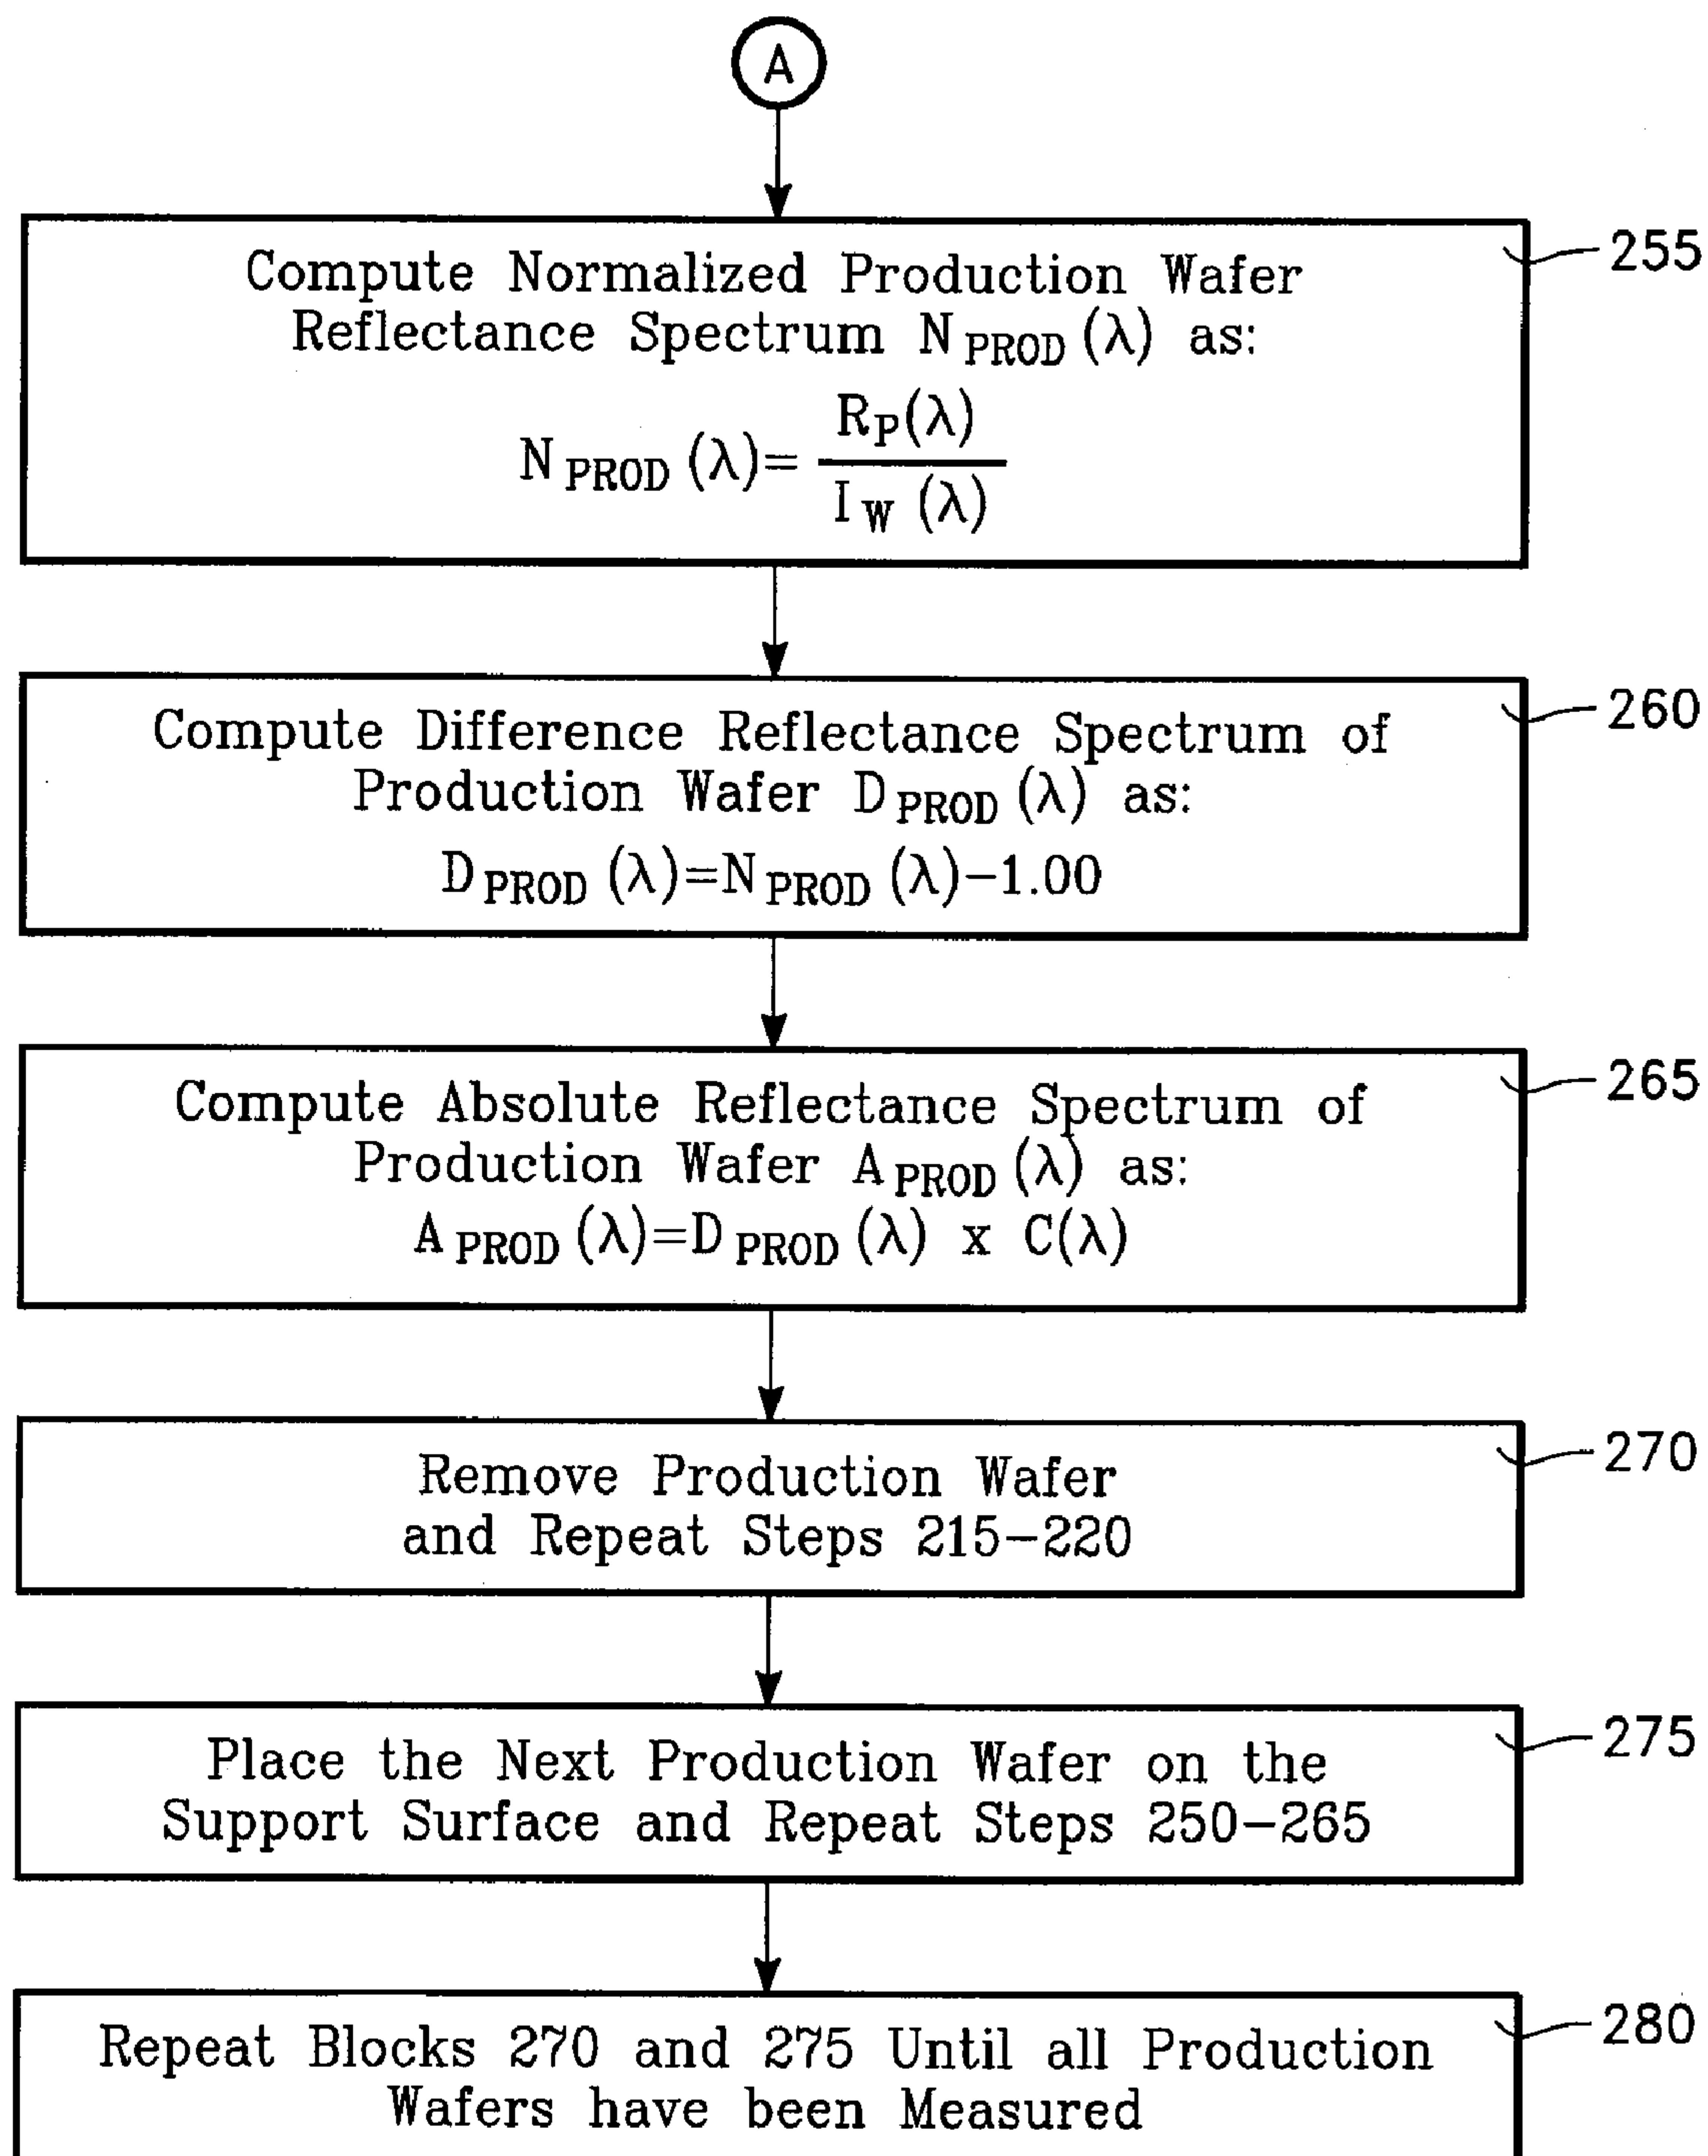 A
Compute Normalized Production Wafer
Reflectance Spectrum N PROD (λ) as:
N PROD (λ)= R P (λ) / I W (λ)
255
Compute Difference Reflectance Spectrum of
Production Wafer D PROD (λ) as:
D PROD (λ)=N PROD (λ)−1.00
260
Compute Absolute Reflectance Spectrum of
Production Wafer A PROD (λ) as:
A PROD (λ)=D PROD (λ) x C(λ)
265
Remove Production Wafer
and Repeat Steps 215−220
270
Place the Next Production Wafer on the
Support Surface and Repeat Steps 250−265
275
Repeat Blocks 270 and 275 Until all Production
Wafers have been Measured
280